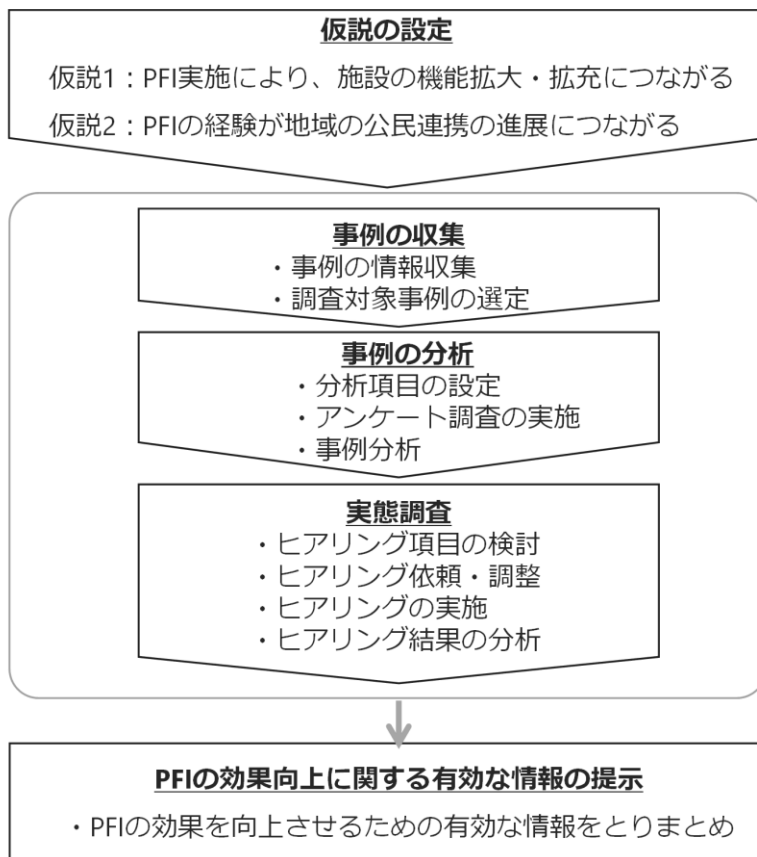 仮説の設定
仮説1：PFI実施により、施設の機能拡大・拡充につながる
仮説2：PFIの経験が地域の公民連携の進展につながる
事例の収集
・事例の情報収集
・調査対象事例の選定
事例の分析
・分析項目の設定
・アンケート調査の実施
・事例分析
実態調査
・ヒアリング項目の検討
・ヒアリング依頼・調整
・ヒアリングの実施
・ヒアリング結果の分析
PFIの効果向上に関する有効な情報の提示
・PFIの効果を向上させるための有効な情報をとりまとめ